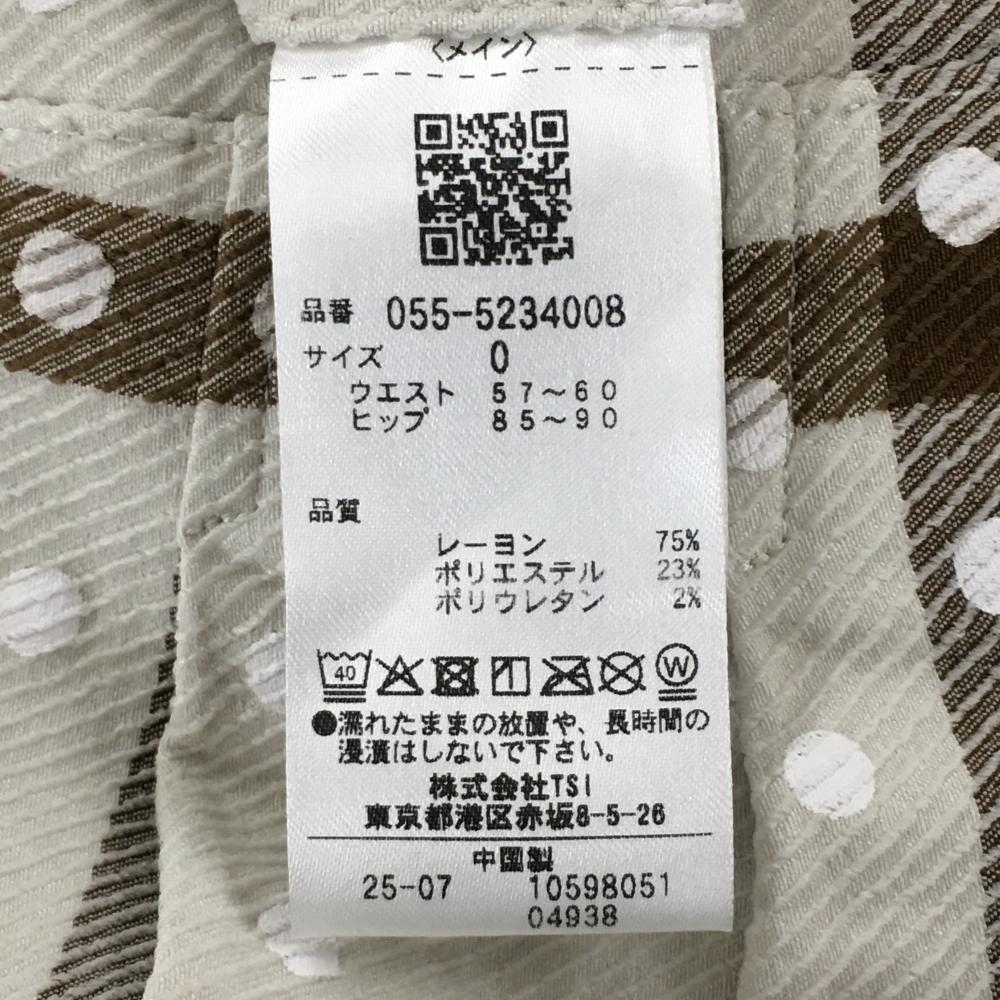 〈メイン〉
品番 055-5234008
サイズ 0
ウエスト 57～60
ヒップ 85～90
品質
レーヨン 75%
ポリエステル 23%
ポリウレタン 2%
40 W
●濡れたままの放置や、長時間の
浸漬はしないで下さい。
株式会社TSI
東京都港区赤坂8-5-26
中国製
25-07 10598051
04938